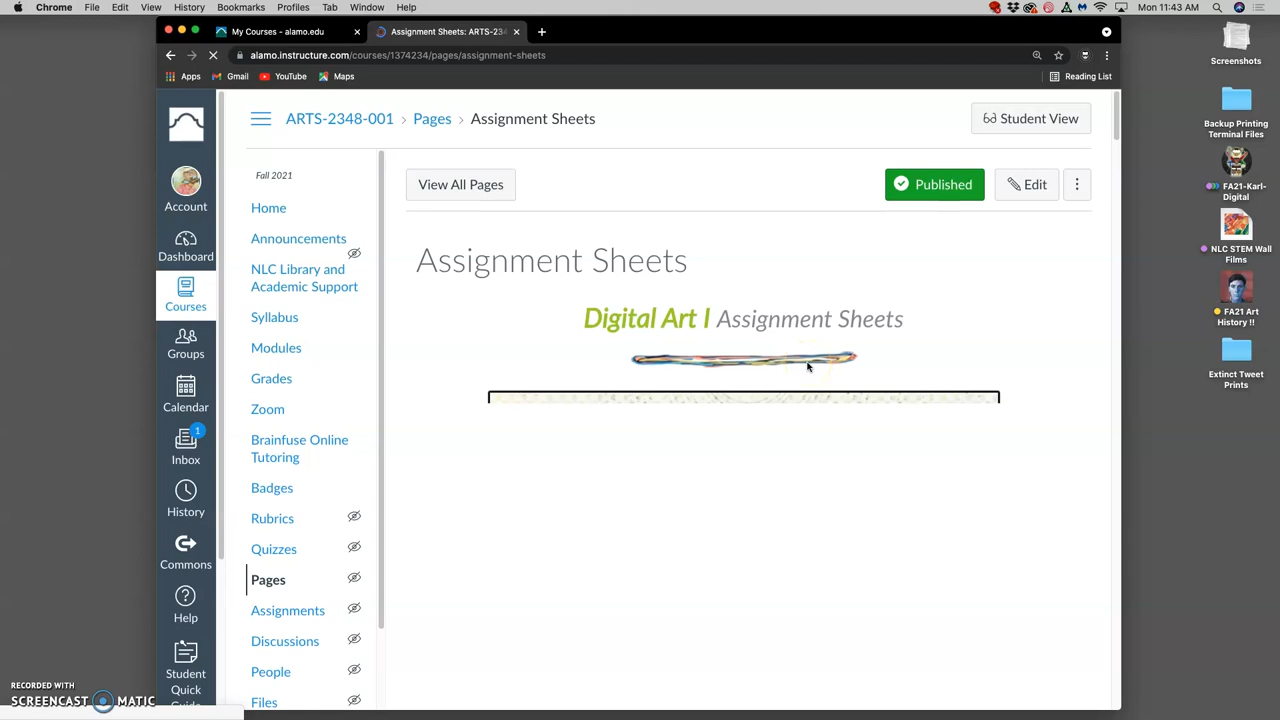 Chrome File Edit View History Bookmarks Profiles Tab Window Help
Mon 11:43 AM
My Courses - alamo.edu
Assignment Sheets: ARTS-234
alamo.instructure.com/courses/1374234/pages/assignment-sheets
Apps Gmail YouTube Maps
Reading List
Account
Dashboard
Courses
Groups
Calendar
1
Inbox
History
Commons
Help
Student
Quick
Guide
ARTS-2348-001 › Pages › Assignment Sheets
Student View
Fall 2021
Home
Announcements
NLC Library and
Academic Support
Syllabus
Modules
Grades
Zoom
Brainfuse Online
Tutoring
Badges
Rubrics
Quizzes
Pages
Assignments
Discussions
People
Files
View All Pages
Published
Edit
Assignment Sheets
Digital Art I Assignment Sheets
Screenshots
Backup Printing
Terminal Files
FA21-Karl-
Digital
NLC STEM Wall
Films
FA21 Art
History !!
Extinct Tweet
Prints
RECORDED WITH
SCREENCAST MATIC